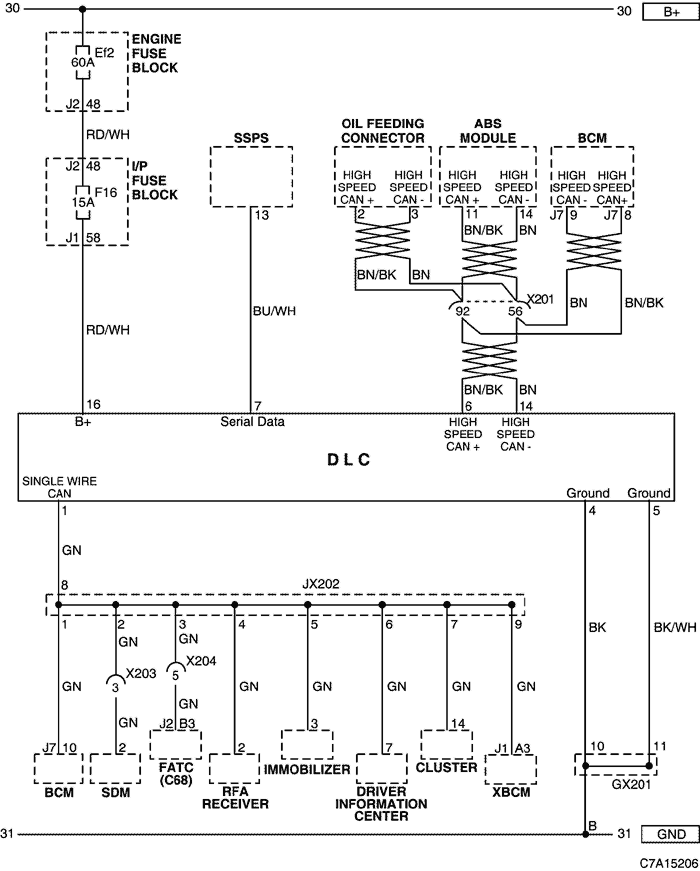 30 30 B+
Ef2
60A
ENGINE
FUSE
BLOCK
J2 48
RD/WH
J2 48
F16
15A
I/P
FUSE
BLOCK
J1 58
RD/WH
16
B+
SSPS
13
BU/WH
7
Serial Data
OIL FEEDING
CONNECTOR
HIGH HIGH
SPEED SPEED
CAN + CAN -
2 3
BN/BK BN
ABS
MODULE
HIGH HIGH
SPEED SPEED
CAN + CAN -
11 14
BN/BK BN
BCM
HIGH HIGH
SPEED SPEED
CAN - CAN+
J7 9 J7 8
BN BN/BK
X201
92 56
BN/BK BN
6 14
HIGH HIGH
SPEED SPEED
CAN + CAN -
DLC
SINGLE WIRE
CAN
1
GN
8
Ground Ground
4 5
BK BK/WH
10 11
GX201
B
JX202
1 2 3 4 5 6 7 9
GN GN
X203 X204
3 5
GN GN GN GN GN GN GN GN
J7 10
BCM
2
SDM
J2 B3
FATC
(C68)
2
RFA
RECEIVER
3
IMMOBILIZER
7
DRIVER
INFORMATION
CENTER
14
CLUSTER
J1 A3
XBCM
31 31 GND
C7A15206